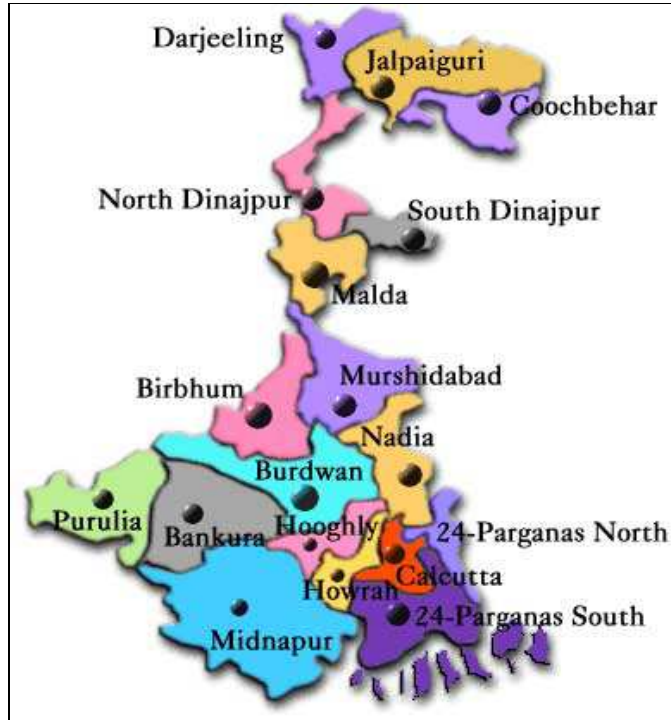 Darjeeling
Jalpaiguri
Coochbehar
North Dinajpur
South Dinajpur
Malda
Birbhum
Murshidabad
Nadia
Burdwan
Purulia
Bankura
Hooghly
24-Parganas North
Calcutta
Howrah
24-Parganas South
Midnapur